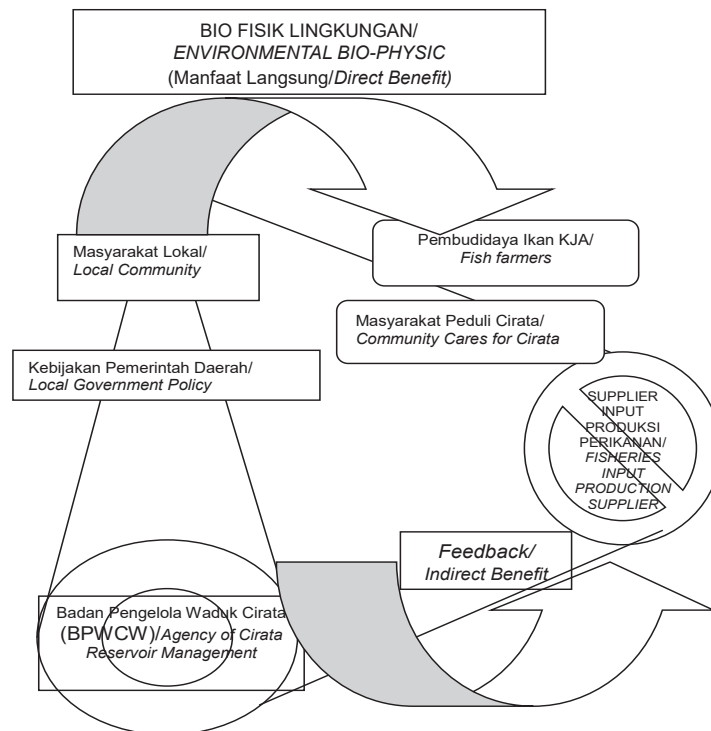 BIO FISIK LINGKUNGAN/
ENVIRONMENTAL BIO-PHYSIC
(Manfaat Langsung/Direct Benefit)
Masyarakat Lokal/
Local Community
Pembudidaya Ikan KJA/
Fish farmers
Masyarakat Peduli Cirata/
Community Cares for Cirata
Kebijakan Pemerintah Daerah/
Local Government Policy
SUPPLIER
INPUT
PRODUKSI
PERIKANAN/
FISHERIES
INPUT
PRODUCTION
SUPPLIER
Feedback/
Indirect Benefit
Badan Pengelola Waduk Cirata
(BPWCW)/Agency of Cirata
Reservoir Management